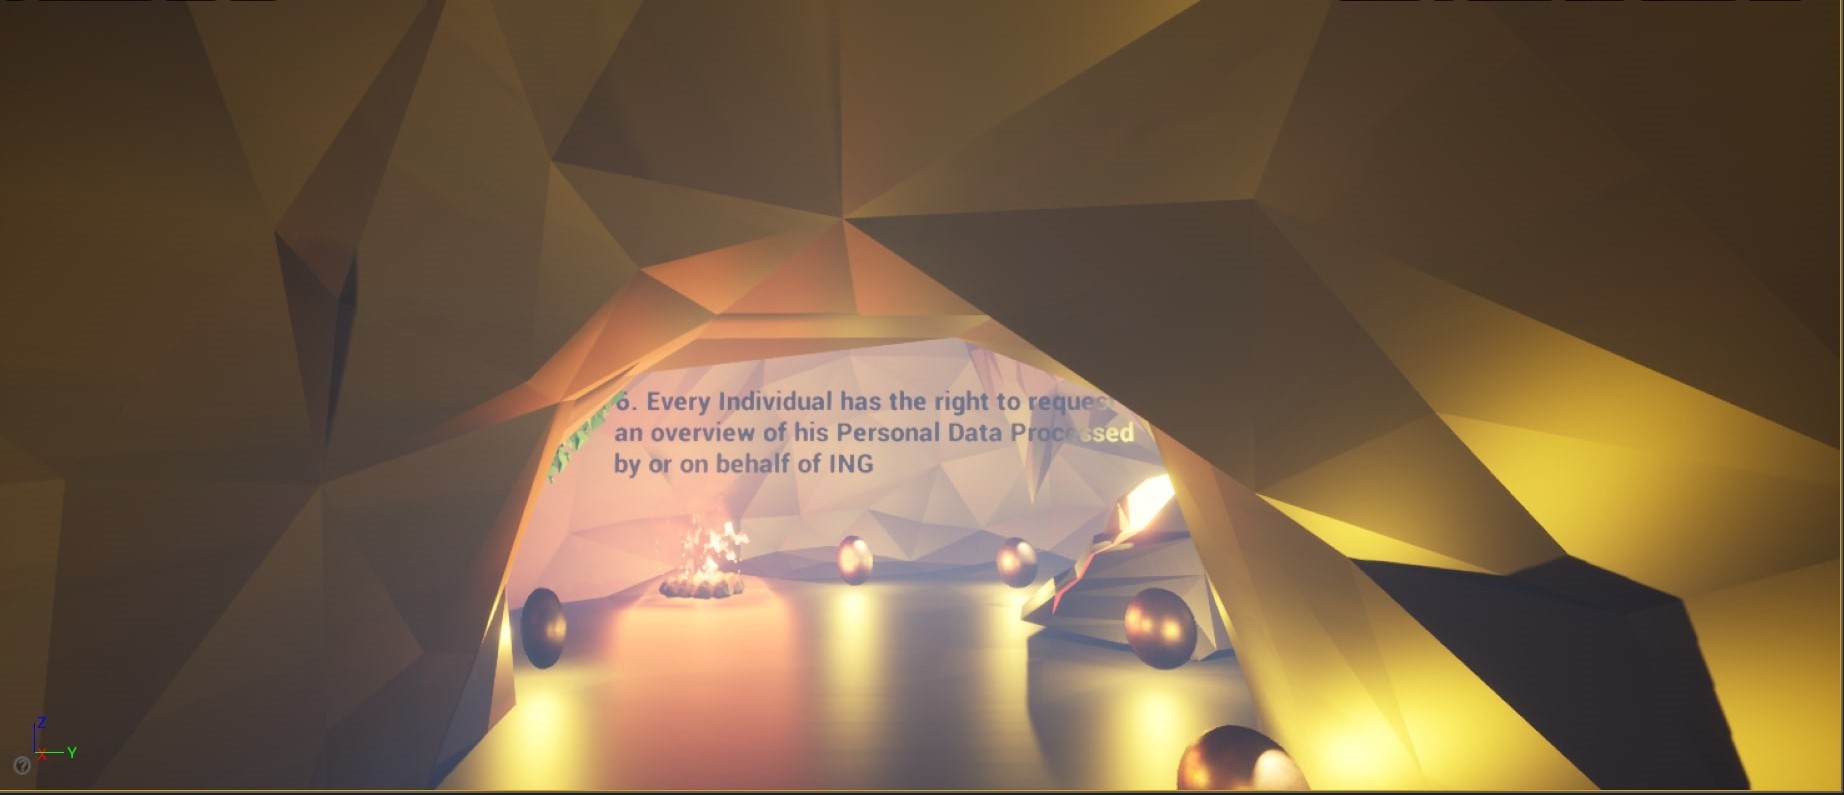 6. Every Individual has the right to request
an overview of his Personal Data Processed
by or on behalf of ING
Z
X
Y
?